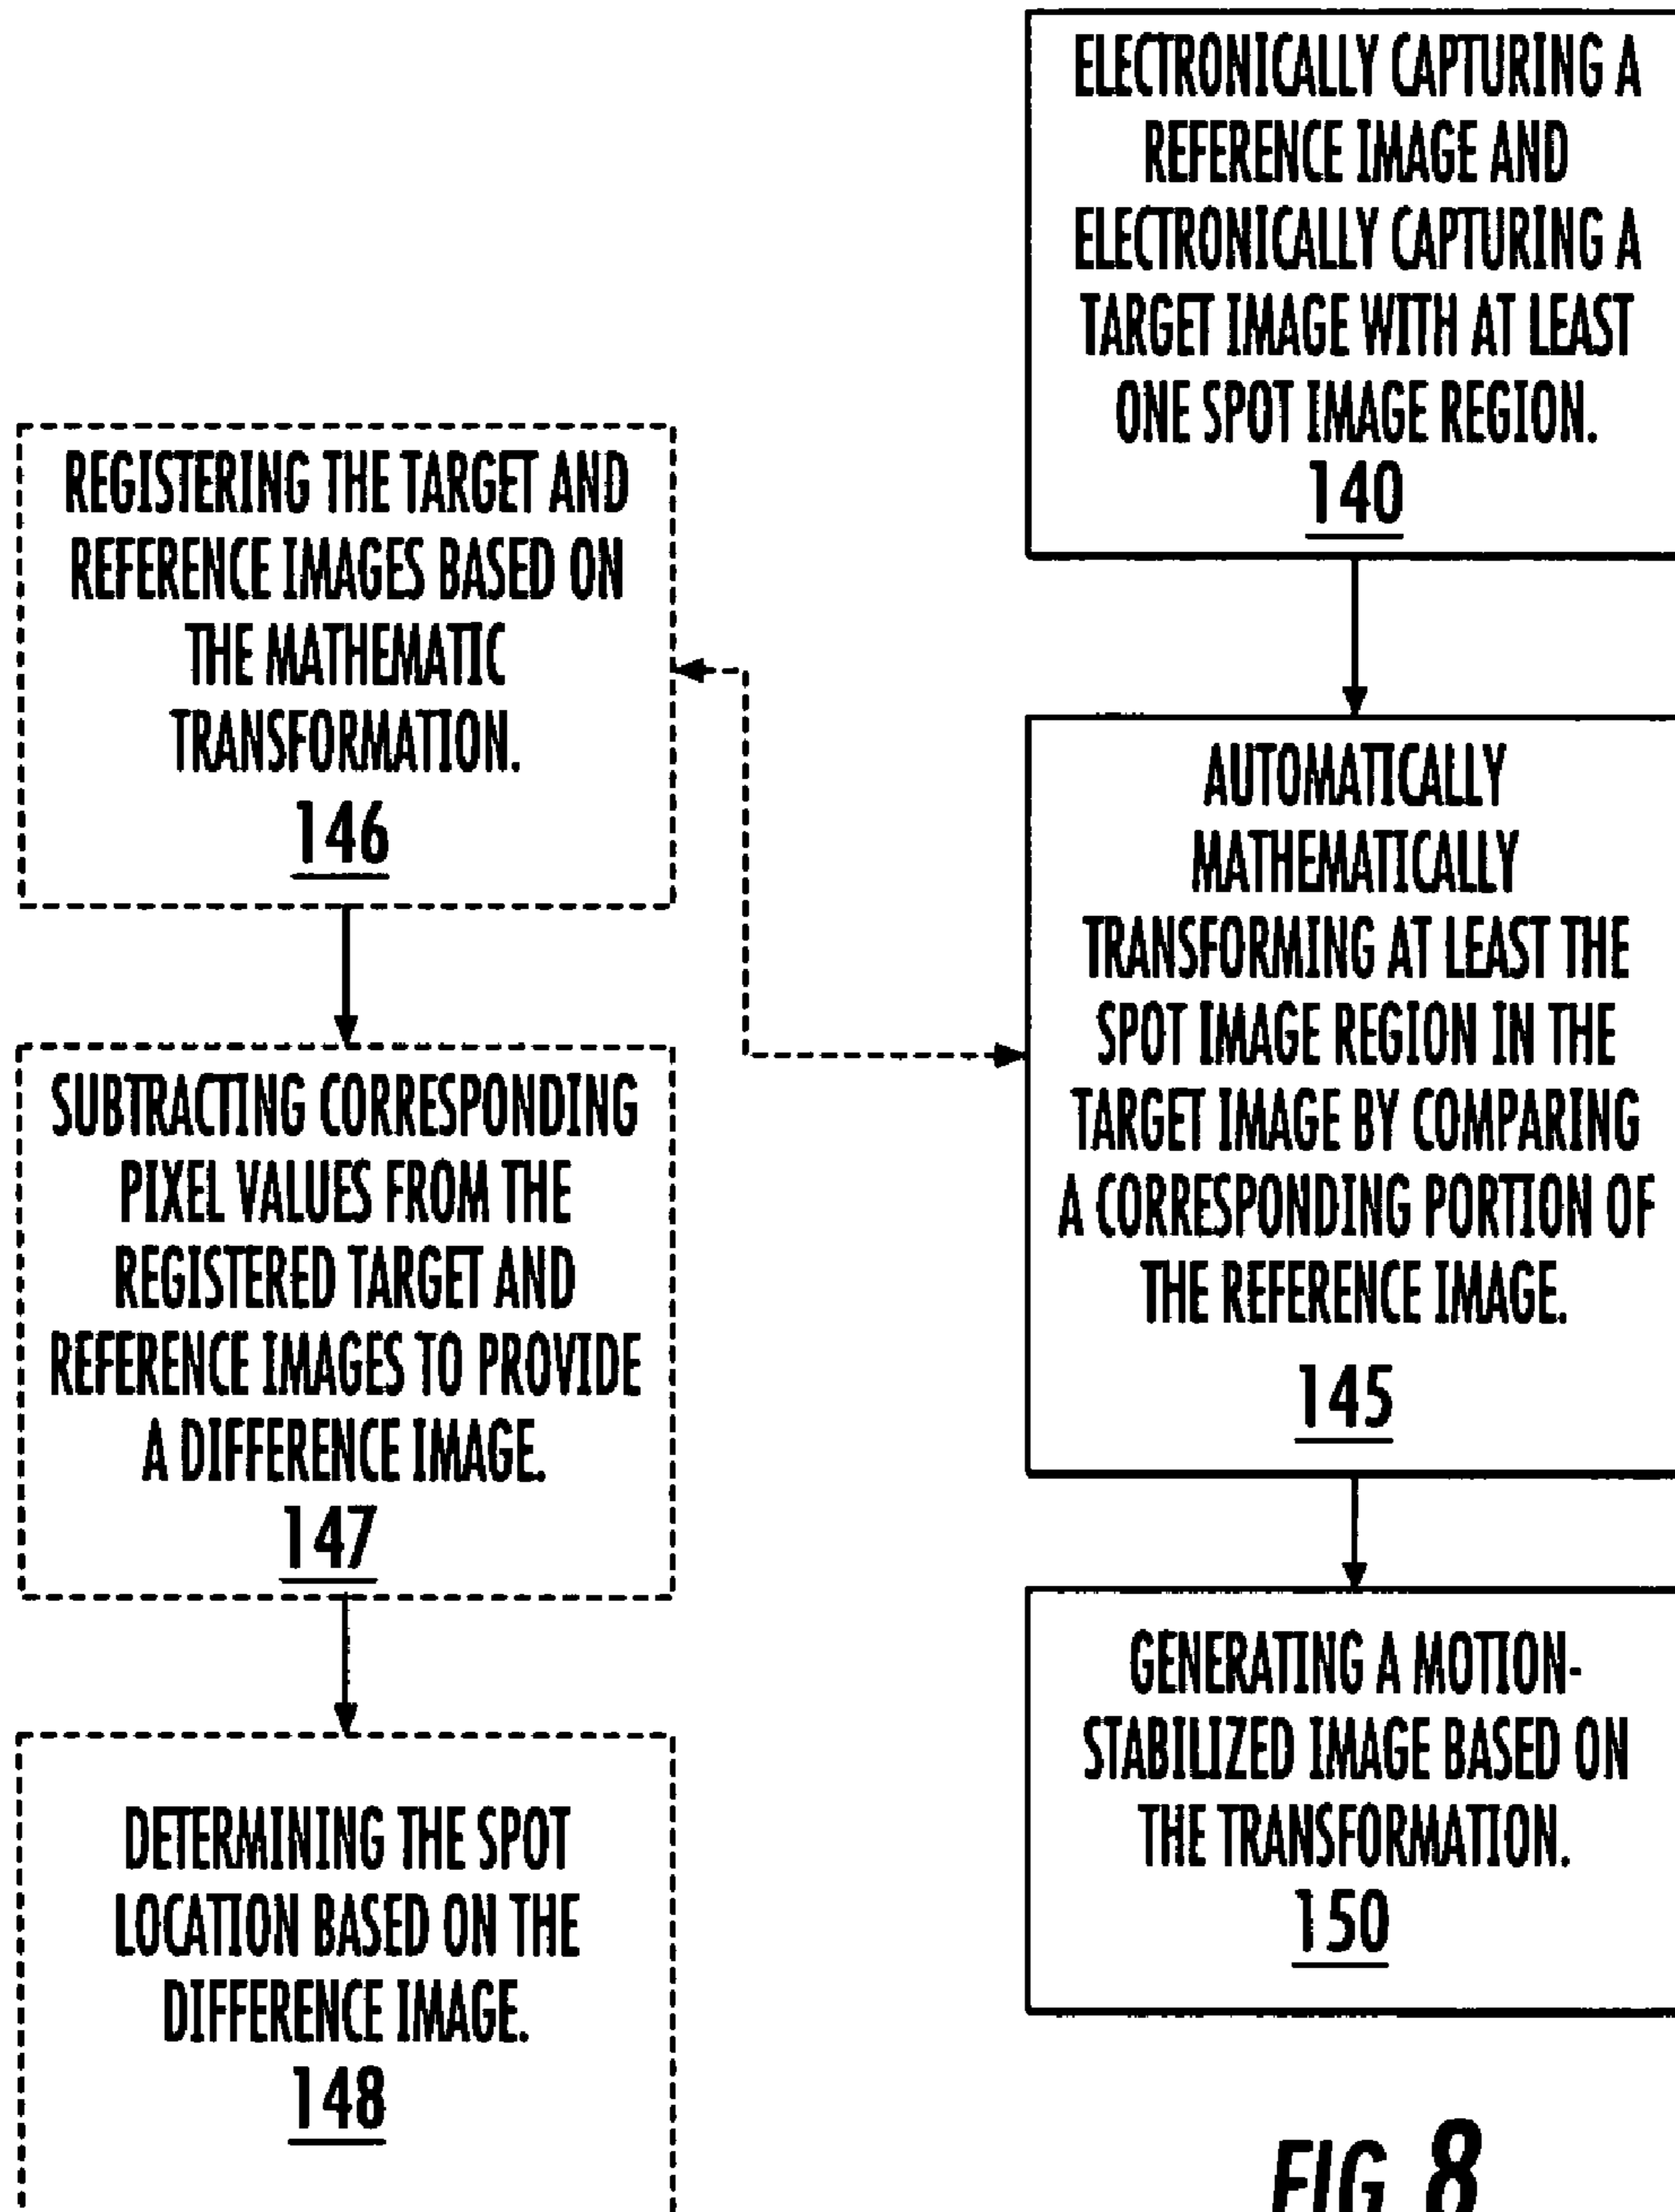 ELECTRONICALLY CAPTURING A
REFERENCE IMAGE AND
ELECTRONICALLY CAPTURING A
TARGET IMAGE WITH AT LEAST
ONE SPOT IMAGE REGION.
140
AUTOMATICALLY
MATHEMATICALLY
TRANSFORMING AT LEAST THE
SPOT IMAGE REGION IN THE
TARGET IMAGE BY COMPARING
A CORRESPONDING PORTION OF
THE REFERENCE IMAGE.
145
GENERATING A MOTION-
STABILIZED IMAGE BASED ON
THE TRANSFORMATION.
150
REGISTERING THE TARGET AND
REFERENCE IMAGES BASED ON
THE MATHEMATIC
TRANSFORMATION.
146
SUBTRACTING CORRESPONDING
PIXEL VALUES FROM THE
REGISTERED TARGET AND
REFERENCE IMAGES TO PROVIDE
A DIFFERENCE IMAGE.
147
DETERMINING THE SPOT
LOCATION BASED ON THE
DIFFERENCE IMAGE.
148
FIG 8